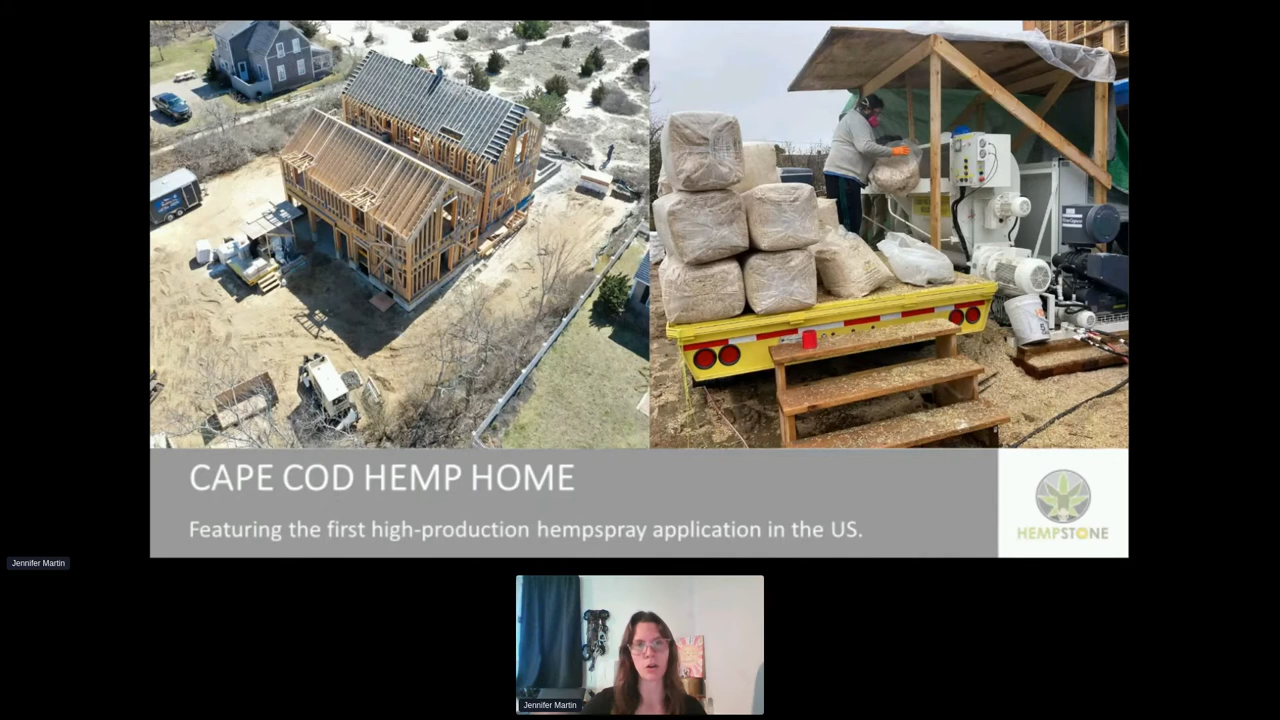 CAPE COD HEMP HOME
Featuring the first high-production hempspray application in the US.
HEMPSTONE
Jennifer Martin
Jennifer Martin